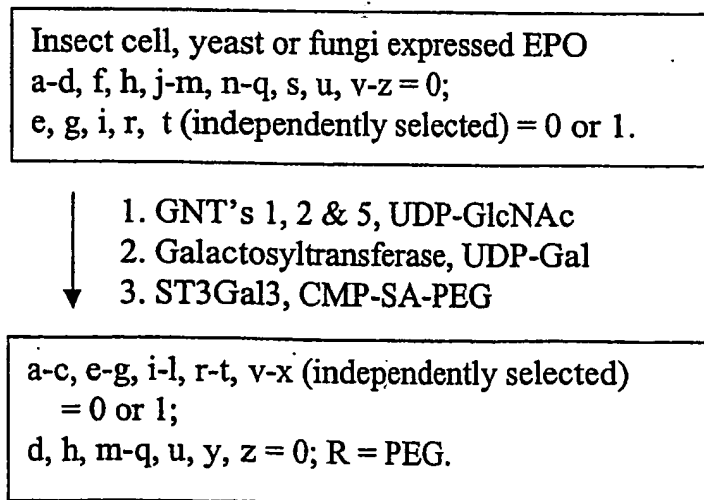 Insect cell, yeast or fungi expressed EPO
a-d, f, h, j-m, n-q, s, u, v-z = 0;
e, g, i, r, t (independently selected) = 0 or 1.
1. GNT's 1, 2 & 5, UDP-GlcNAc
2. Galactosyltransferase, UDP-Gal
3. ST3Gal3, CMP-SA-PEG
a-c, e-g, i-l, r-t, v-x (independently selected)
= 0 or 1;
d, h, m-q, u, y, z = 0; R = PEG.